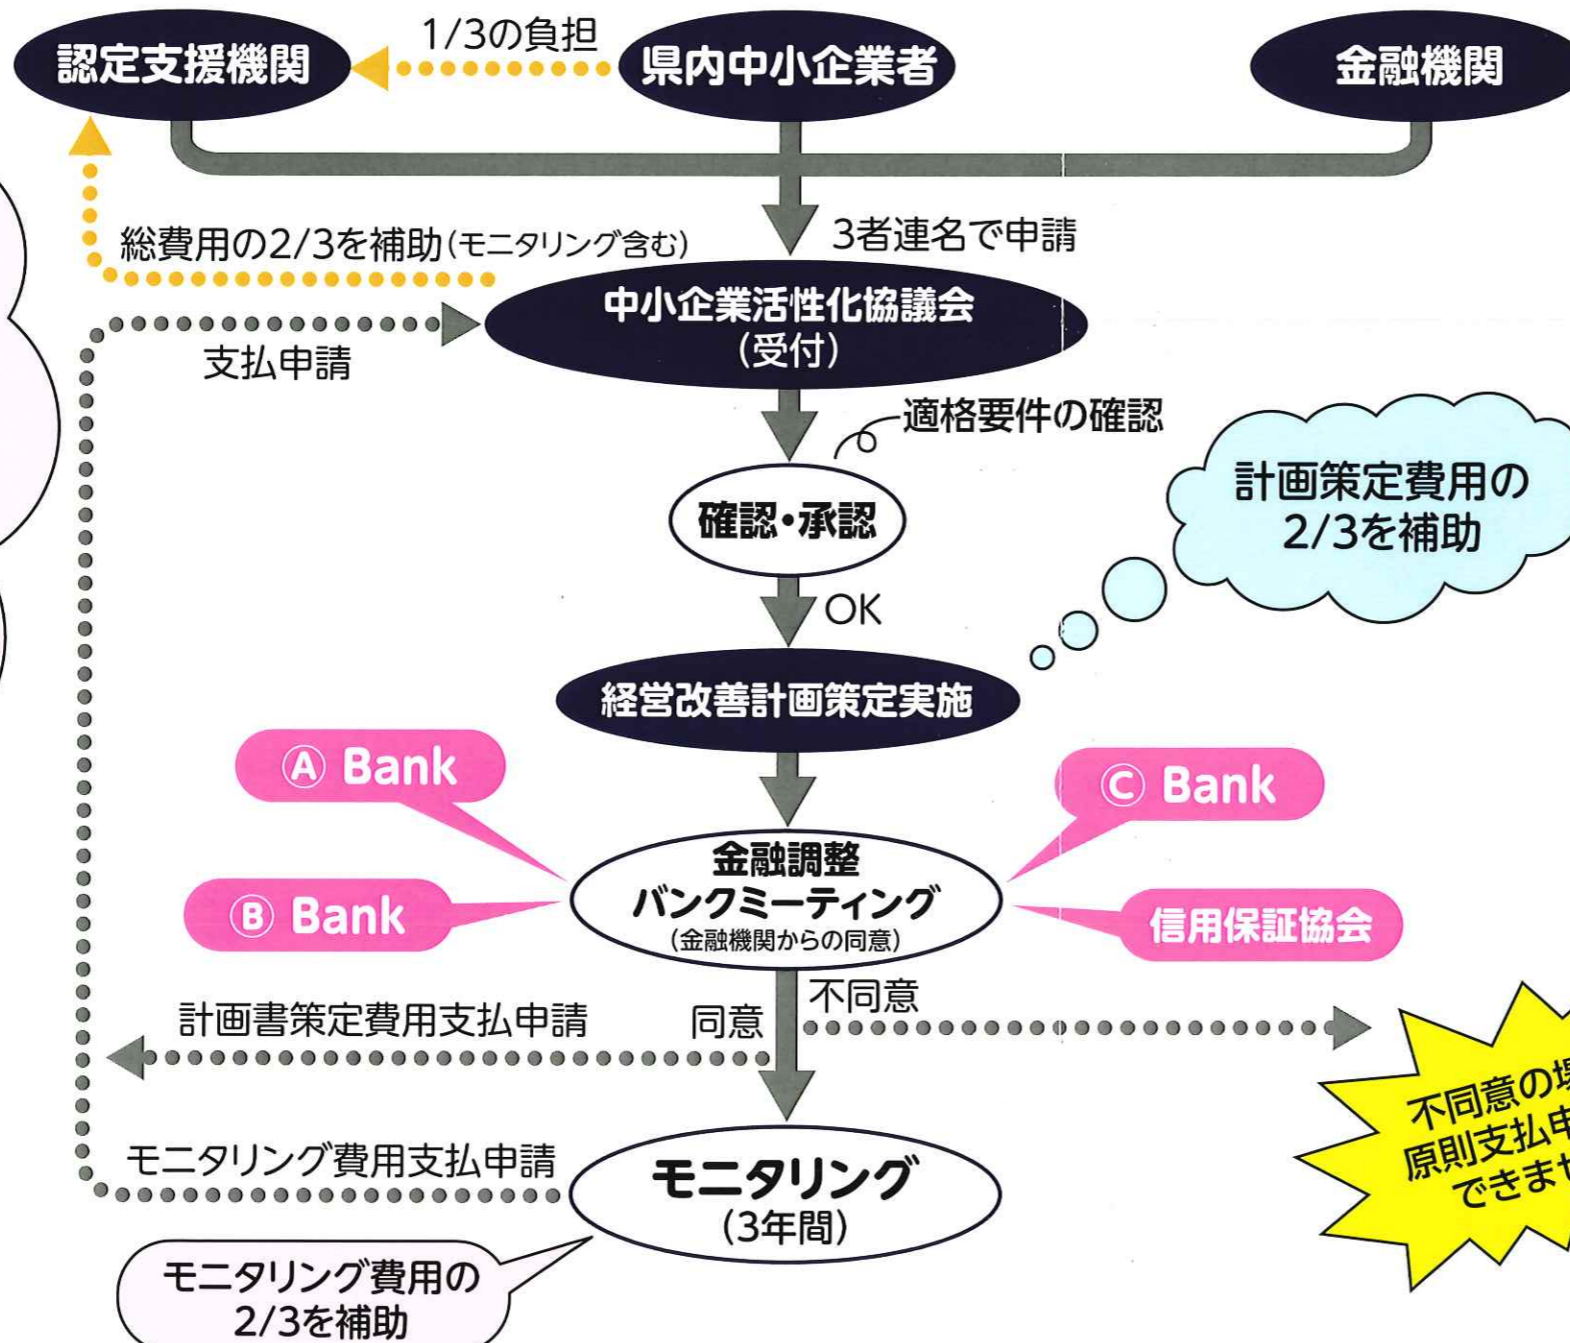 認定支援機関
1/3の負担
県内中小企業者
金融機関
総費用の2/3を補助(モニタリング含む)
3者連名で申請
中小企業活性化協議会
(受付)
支払申請
適格要件の確認
確認・承認
計画策定費用の
2/3を補助
OK
経営改善計画策定実施
Ⓐ Bank
Ⓒ Bank
金融調整
バンクミーティング
(金融機関からの同意)
Ⓑ Bank
信用保証協会
計画書策定費用支払申請
同意
不同意
不同意の場
原則支払申
できませ
モニタリング費用支払申請
モニタリング
(3年間)
モニタリング費用の
2/3を補助